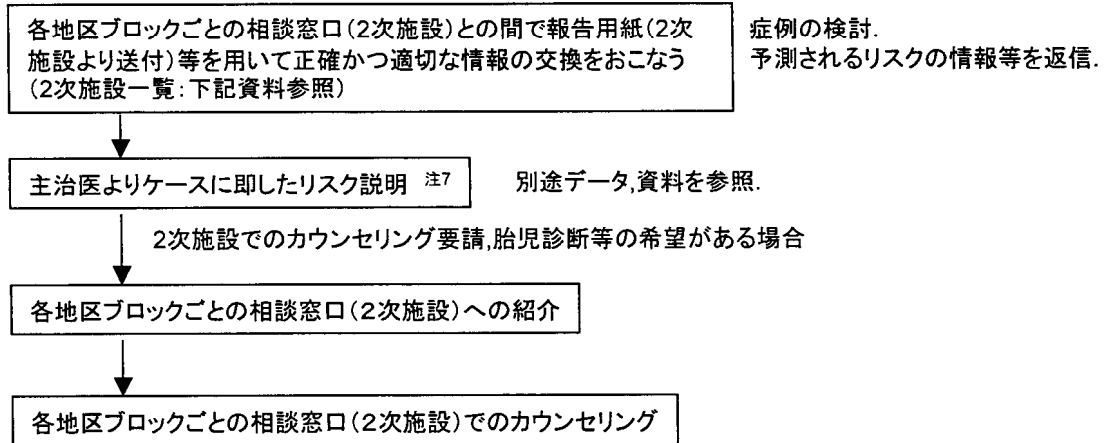 各地区ブロックごとの相談窓口(2次施設)との間で報告用紙(2次
施設より送付)等を用いて正確かつ適切な情報の交換をおこなう
(2次施設一覧:下記資料参照)
症例の検討.
予測されるリスクの情報等を返信.
主治医よりケースに即したリスク説明 注7
別途データ,資料を参照.
2次施設でのカウンセリング要請,胎児診断等の希望がある場合
各地区ブロックごとの相談窓口(2次施設)への紹介
各地区ブロックごとの相談窓口(2次施設)でのカウンセリング